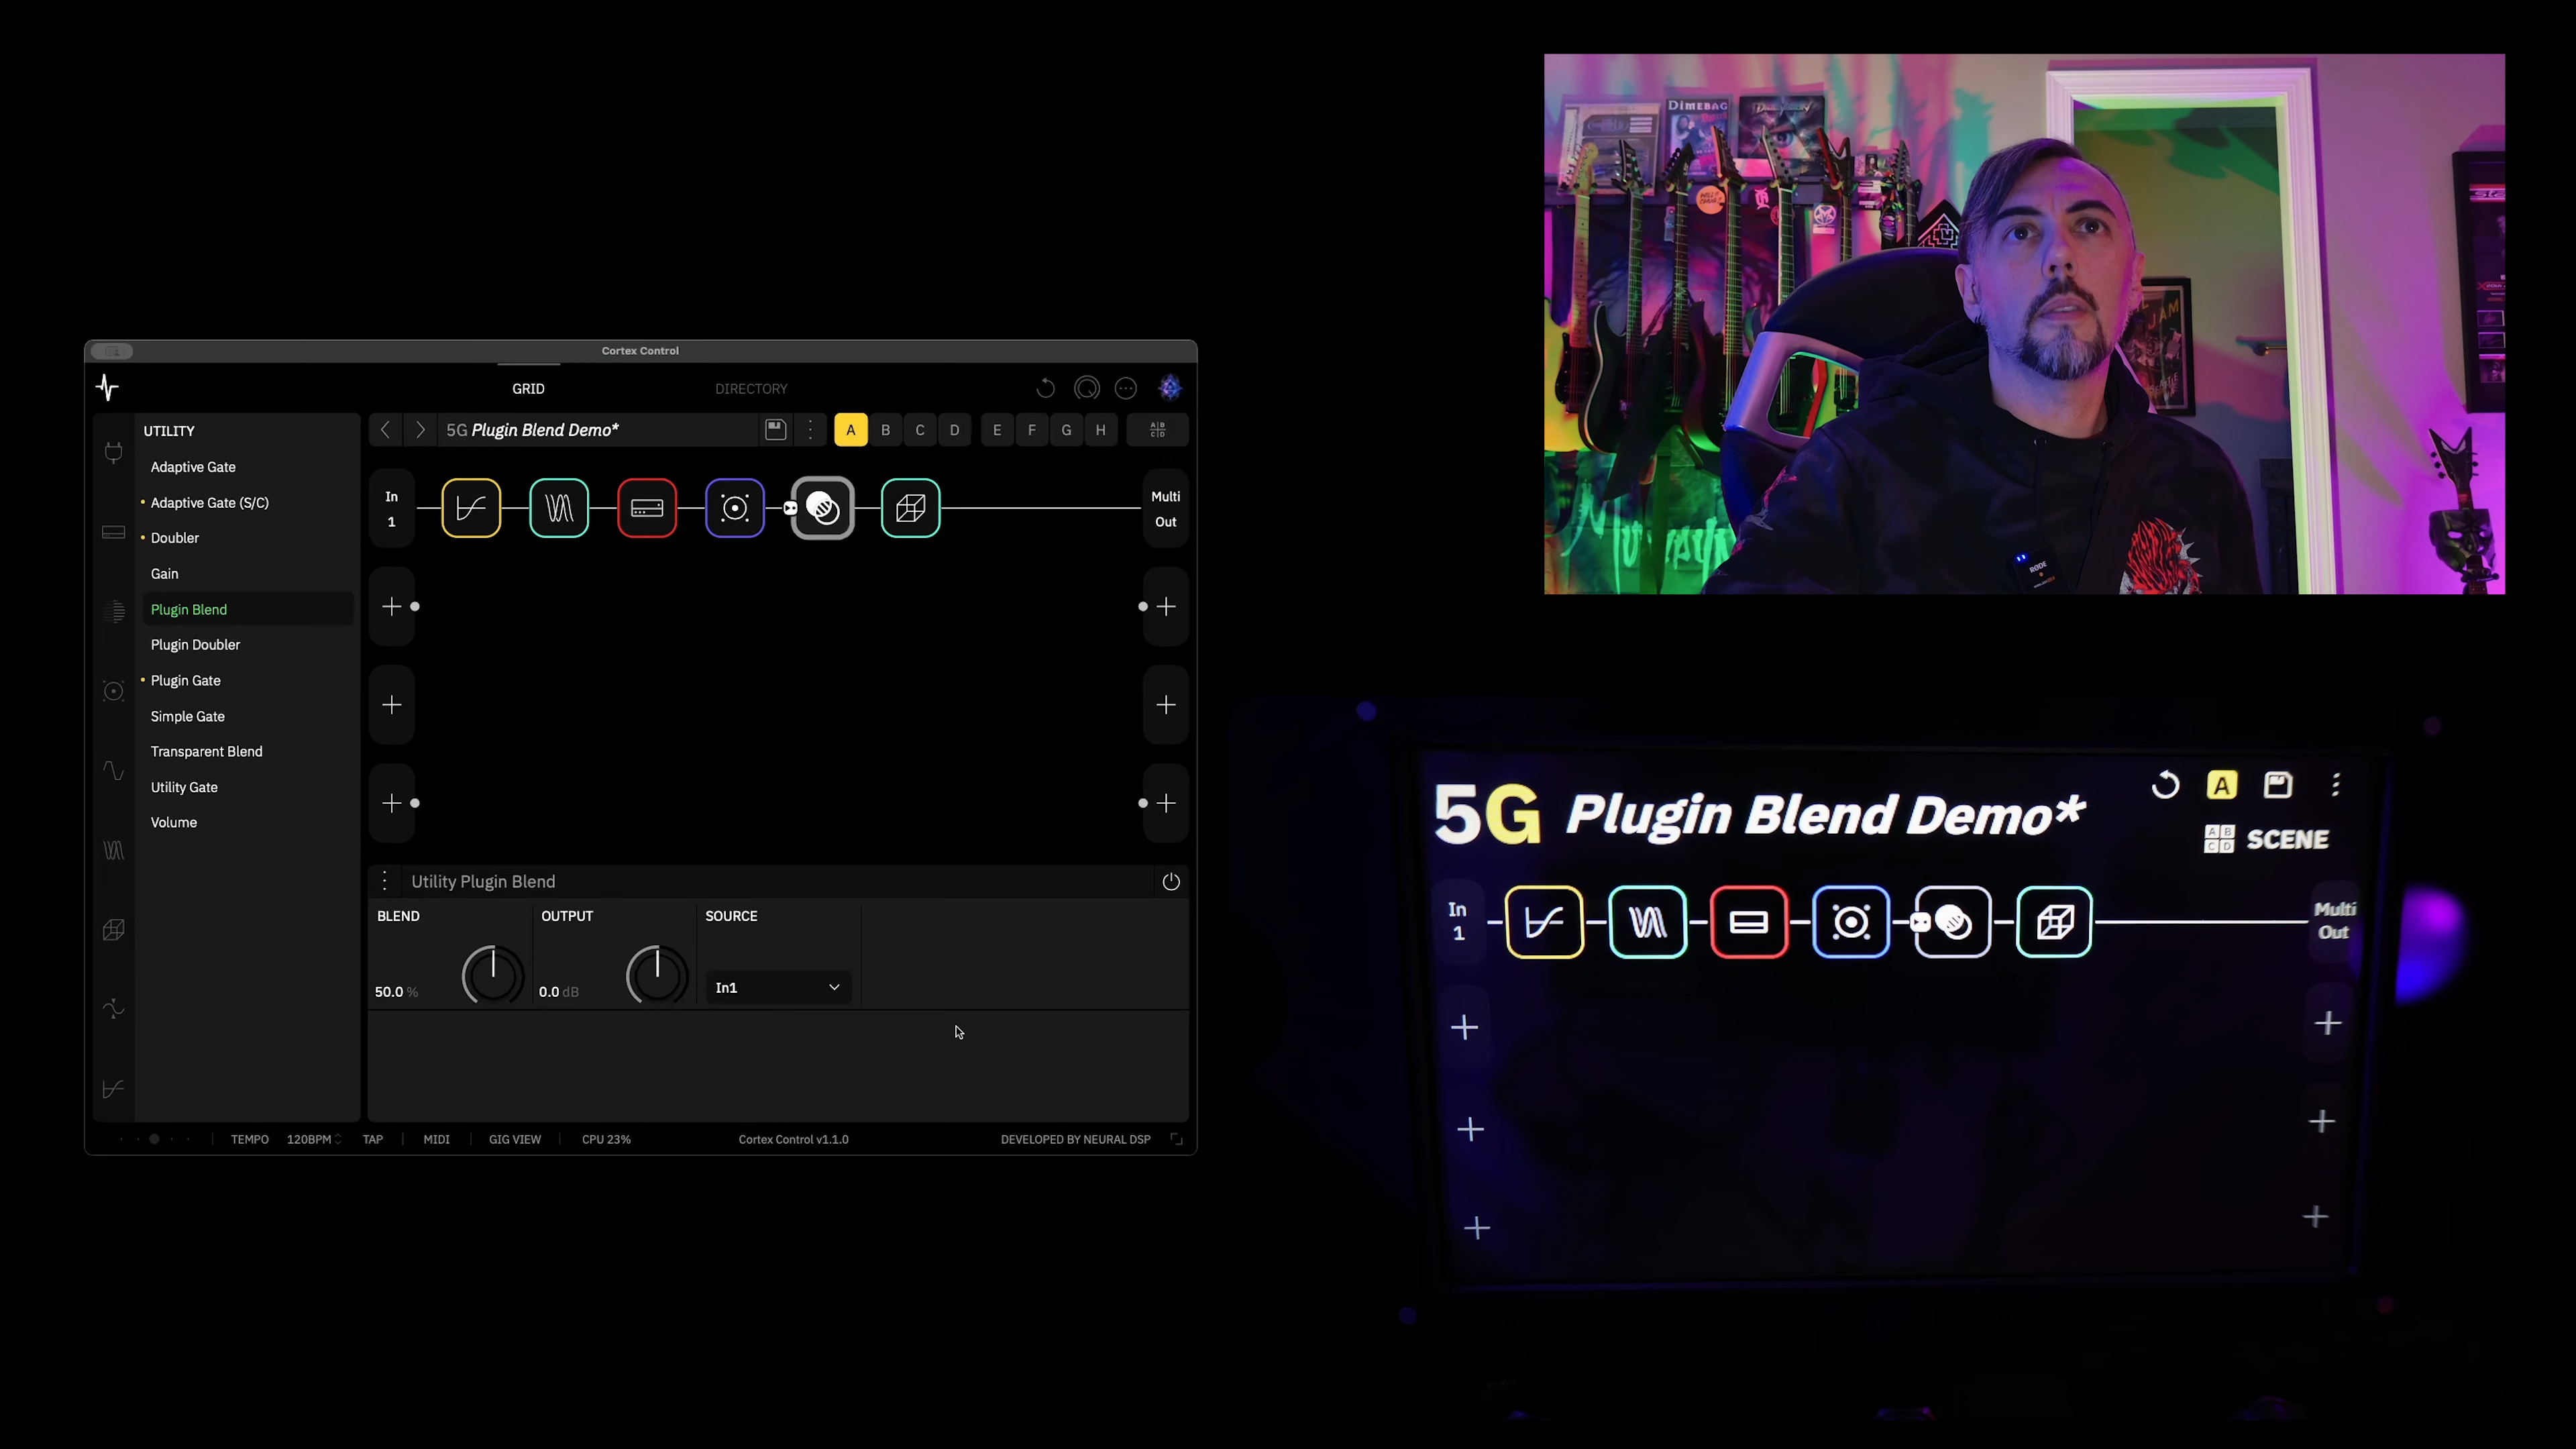 Cortex Control
GRID
DIRECTORY
UTILITY
Adaptive Gate
Adaptive Gate (S/C)
Doubler
Gain
Plugin Blend
Plugin Doubler
Plugin Gate
Simple Gate
Transparent Blend
Utility Gate
Volume
5G Plugin Blend Demo*
A B C D E F G H
A B
C D
In
1
Multi
Out
Utility Plugin Blend
BLEND
50.0 %
OUTPUT
0.0 dB
SOURCE
In1
TEMPO 120BPM TAP MIDI GIG VIEW CPU 23% Cortex Control v1.1.0 DEVELOPED BY NEURAL DSP
DIMEBAG
RODE
5G Plugin Blend Demo*
A
A B
C D
SCENE
In
1
Multi
Out